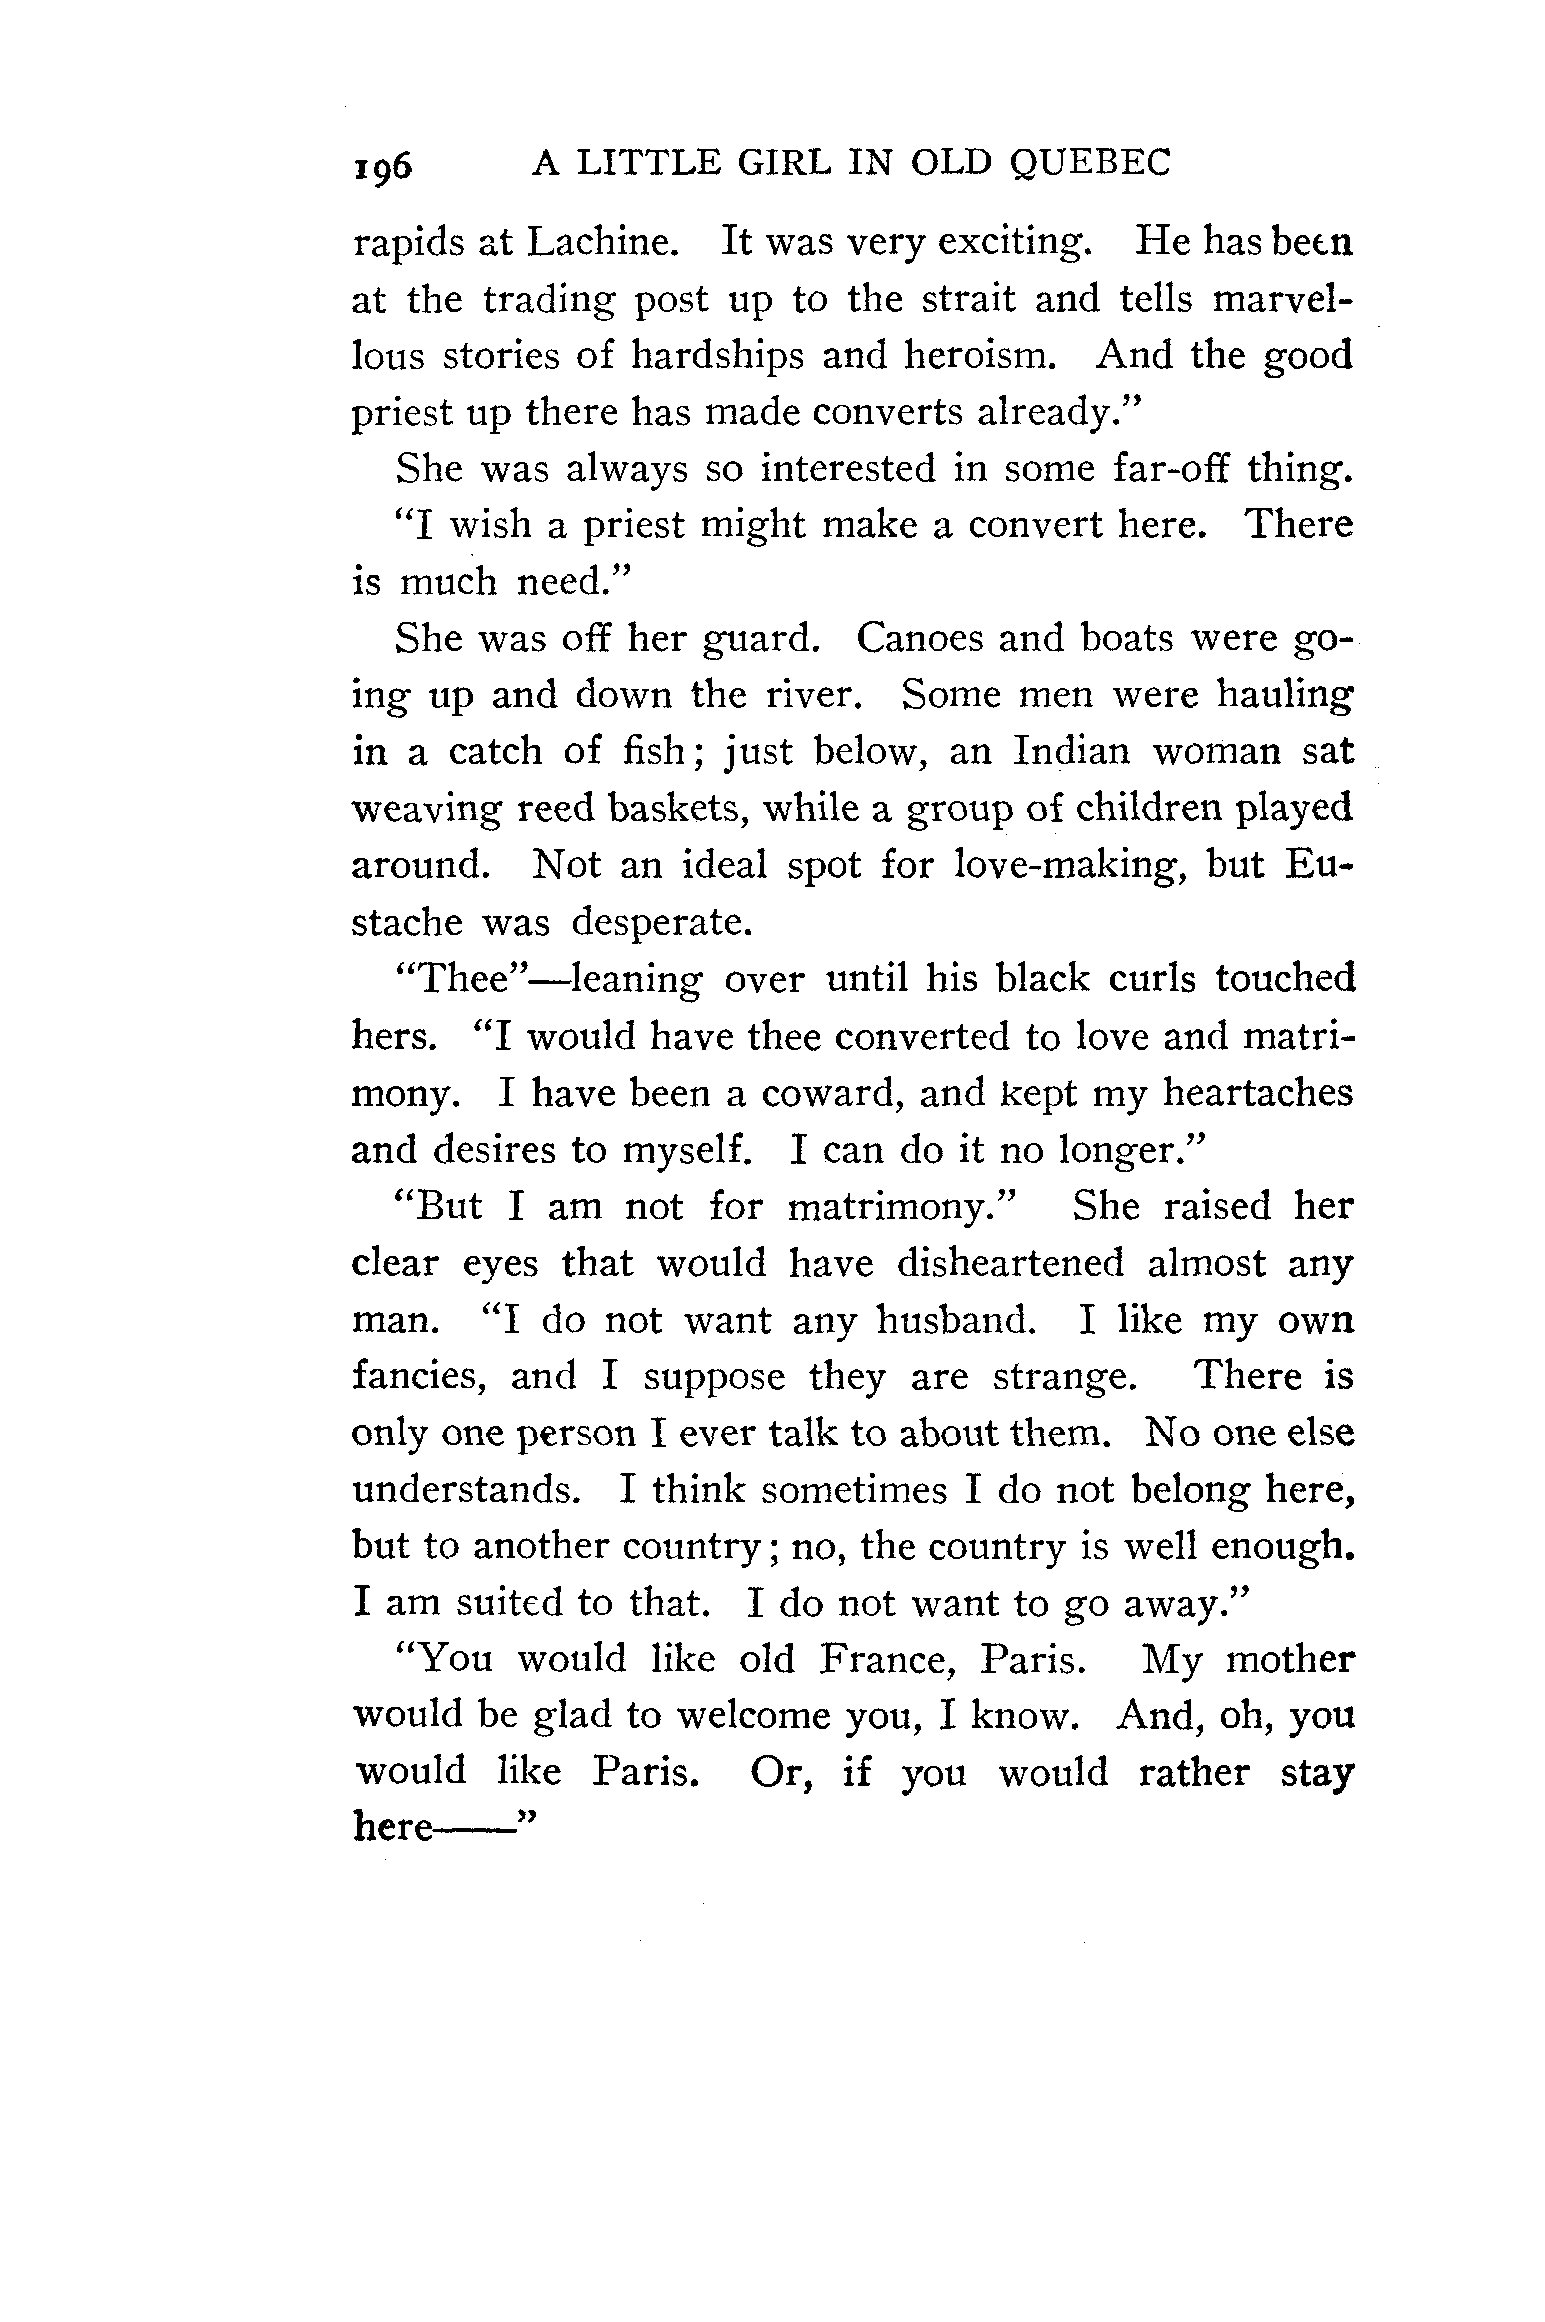 196 A LITTLE GIRL IN OLD QUEBEC
rapids at Lachine. It was very exciting. He has been
at the trading post up to the strait and tells marvel-
lous stories of hardships and heroism. And the good
priest up there has made converts already.”
She was always so interested in some far-off thing.
“I wish a priest might make a convert here. There
is much need.”
She was off her guard. Canoes and boats were go-
ing up and down the river. Some men were hauling
in a catch of fish; just below, an Indian woman sat
weaving reed baskets, while a group of children played
around. Not an ideal spot for love-making, but Eu-
stache was desperate.
“Thee”—leaning over until his black curls touched
hers. “I would have thee converted to love and matri-
mony. I have been a coward, and kept my heartaches
and desires to myself. I can do it no longer.”
“But I am not for matrimony.” She raised her
clear eyes that would have disheartened almost any
man. “I do not want any husband. I like my own
fancies, and I suppose they are strange. There is
only one person I ever talk to about them. No one else
understands. I think sometimes I do not belong here,
but to another country; no, the country is well enough.
I am suited to that. I do not want to go away.”
“You would like old France, Paris. My mother
would be glad to welcome you, I know. And, oh, you
would like Paris. Or, if you would rather stay
here——”